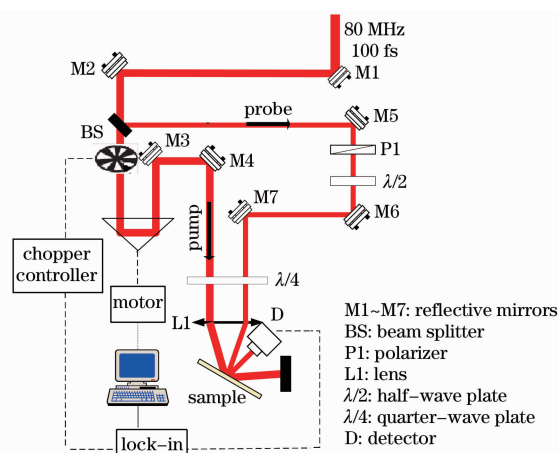 80 MHz
100 fs
M2
M1
probe
M5
BS
M3
M4
P1
λ/2
M7
M6
pump
chopper
controller
λ/4
motor
L1
D
sample
lock−in
M1~M7: reflective mirrors
BS: beam splitter
P1: polarizer
L1: lens
λ/2: half−wave plate
λ/4: quarter−wave plate
D: detector